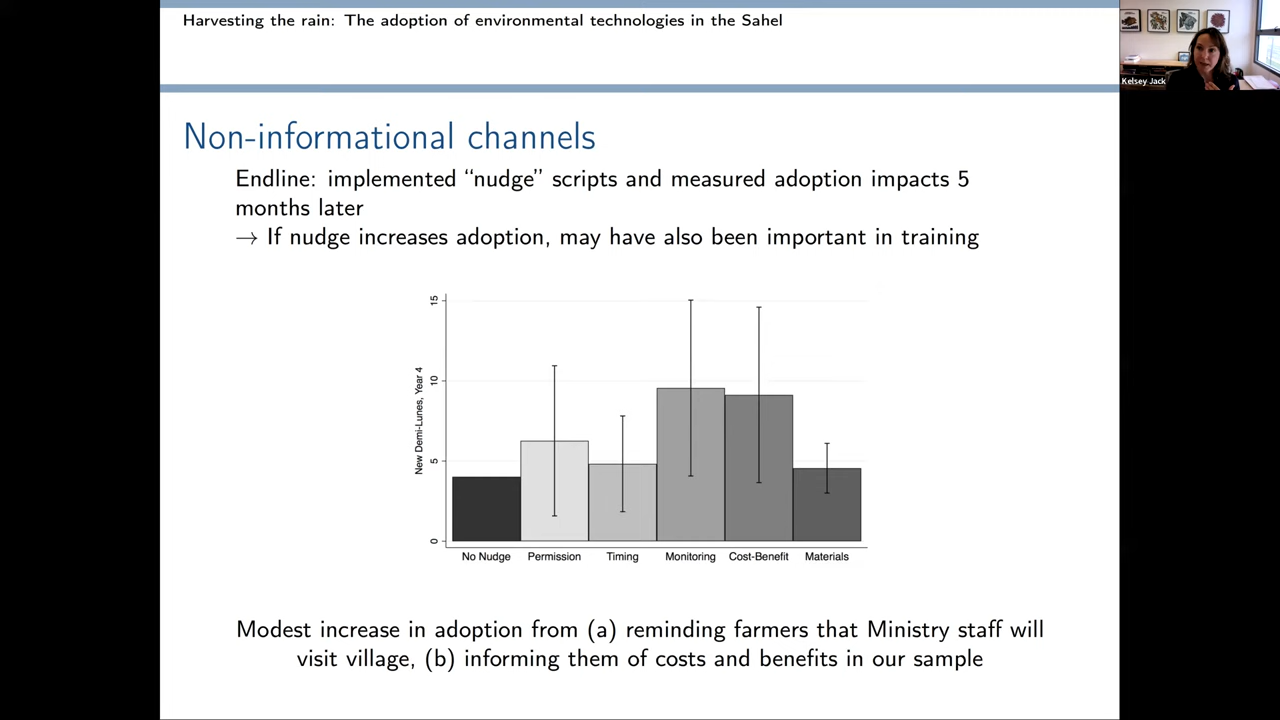 Harvesting the rain: The adoption of environmental technologies in the Sahel
Kelsey Jack
Non-informational channels
Endline: implemented “nudge” scripts and measured adoption impacts 5
months later
→ If nudge increases adoption, may have also been important in training
New Demi-Lunes, Year 4
15
10
5
0
No Nudge Permission Timing Monitoring Cost-Benefit Materials
Modest increase in adoption from (a) reminding farmers that Ministry staff will
visit village, (b) informing them of costs and benefits in our sample